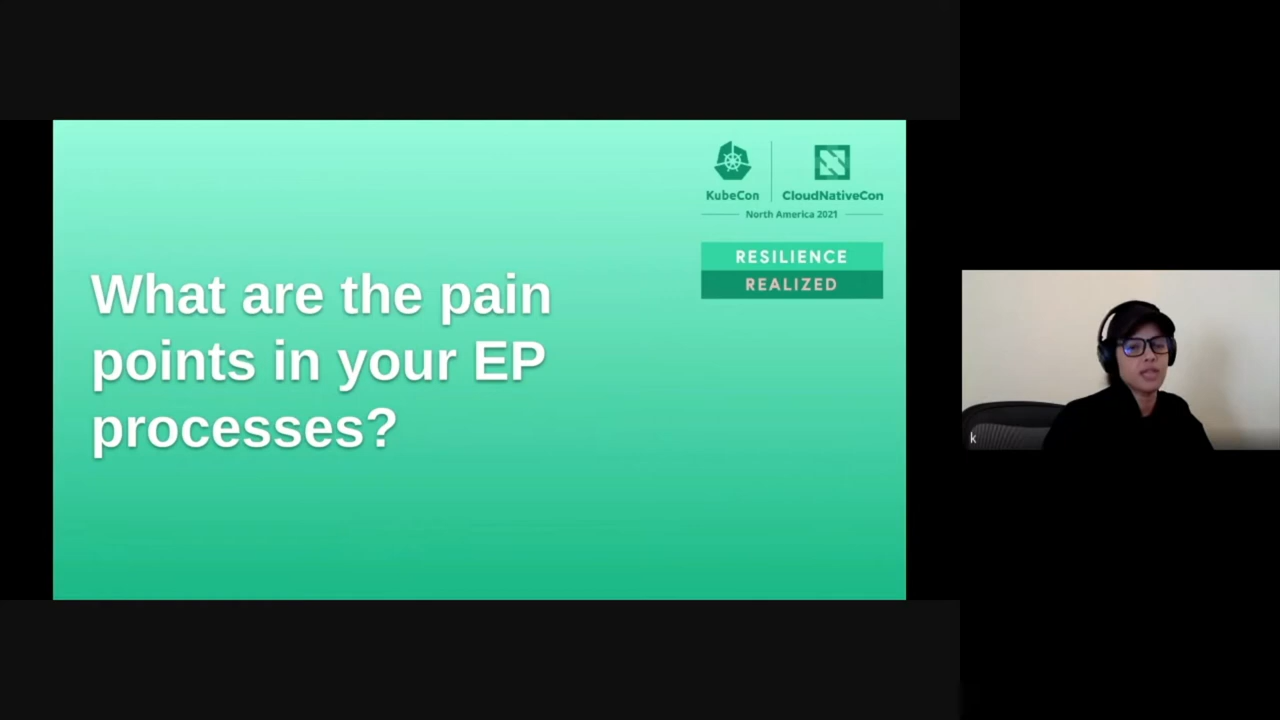 KubeCon
CloudNativeCon
North America 2021
RESILIENCE
REALIZED
What are the pain
points in your EP
processes?
k